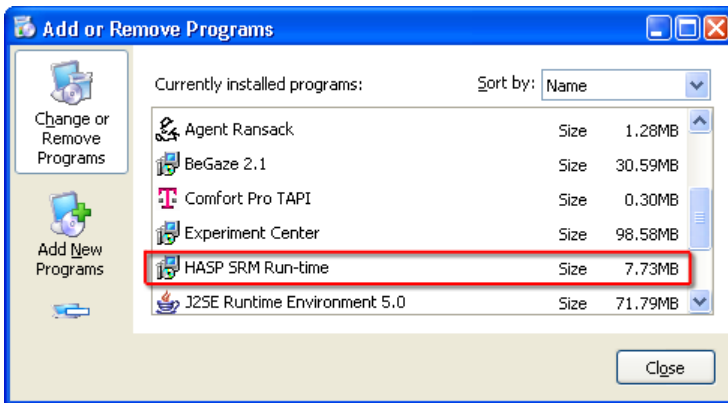 Add or Remove Programs
Change or
Remove
Programs
Add New
Programs
Currently installed programs:
Sort by: Name
Agent Ransack Size 1.28MB
BeGaze 2.1 Size 30.59MB
Comfort Pro TAPI Size 0.30MB
Experiment Center Size 98.58MB
HASP SRM Run-time Size 7.73MB
J2SE Runtime Environment 5.0 Size 71.79MB
Close